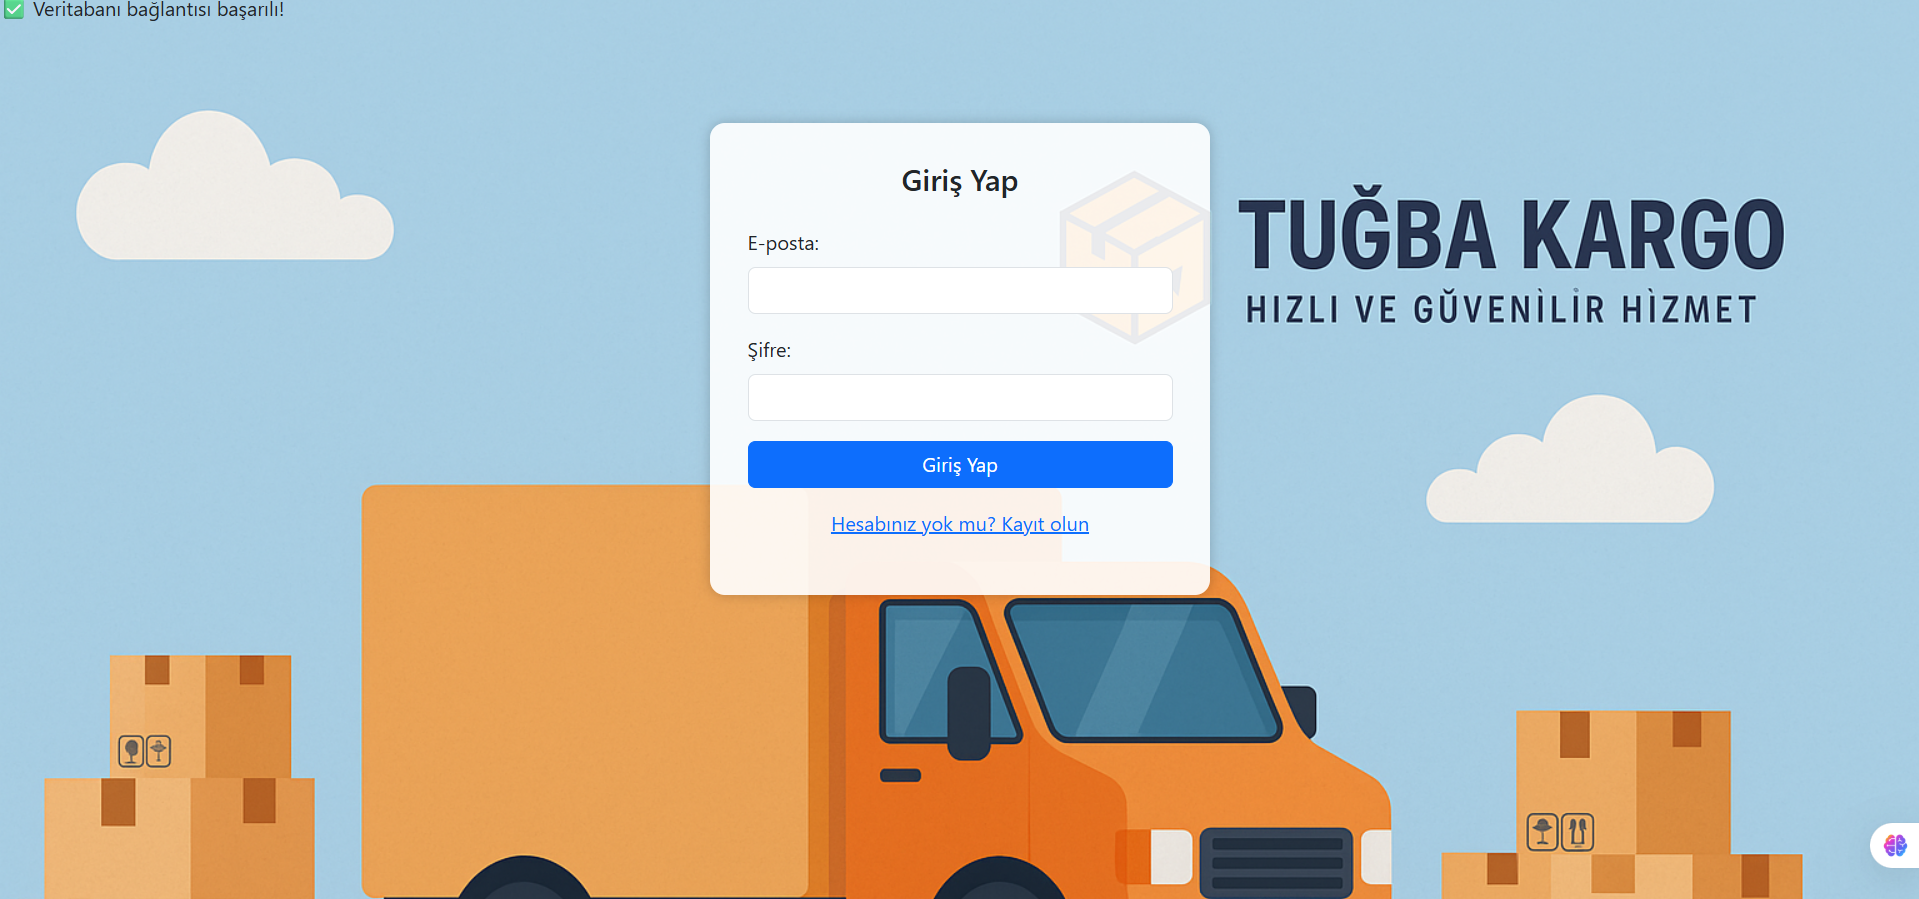 ✅ Veritabanı bağlantısı başarılı!
Giriş Yap
E-posta:
Şifre:
Giriş Yap
Hesabınız yok mu? Kayıt olun
TUĞBA KARGO
HIZLI VE GŬVENİLİR HİZMET